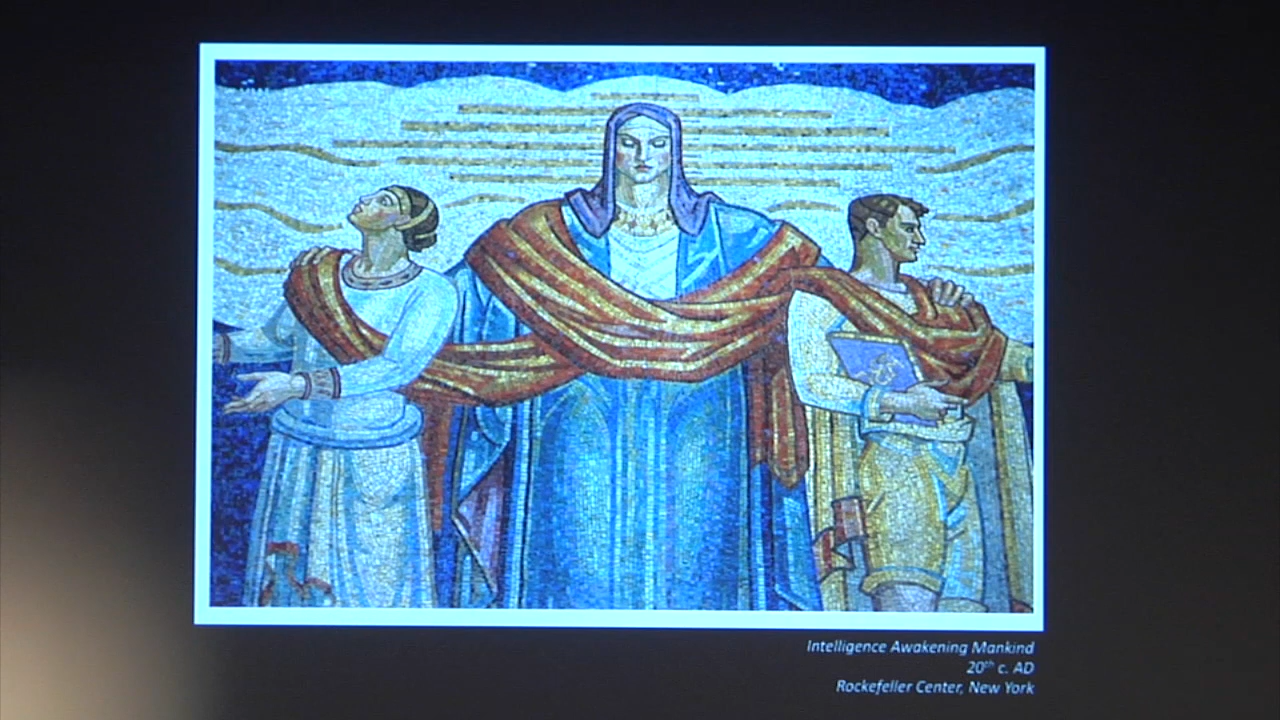 Intelligence Awakening Mankind
20th c. AD
Rockefeller Center, New York